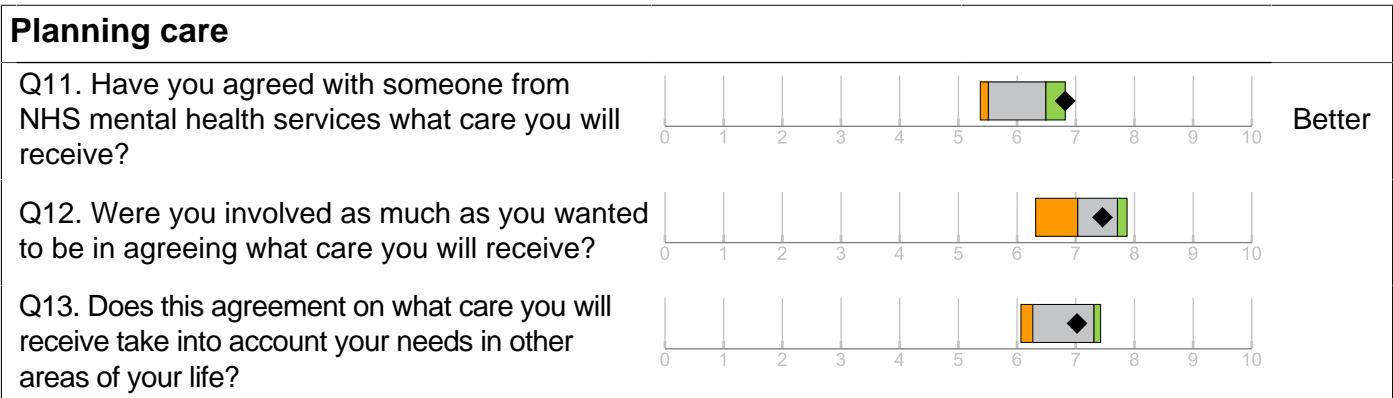 Planning care
Q11. Have you agreed with someone from
NHS mental health services what care you will
receive?
0 1 2 3 4 5 6 7 8 9 10
Better
Q12. Were you involved as much as you wanted
to be in agreeing what care you will receive?
0 1 2 3 4 5 6 7 8 9 10
Q13. Does this agreement on what care you will
receive take into account your needs in other
areas of your life?
0 1 2 3 4 5 6 7 8 9 10